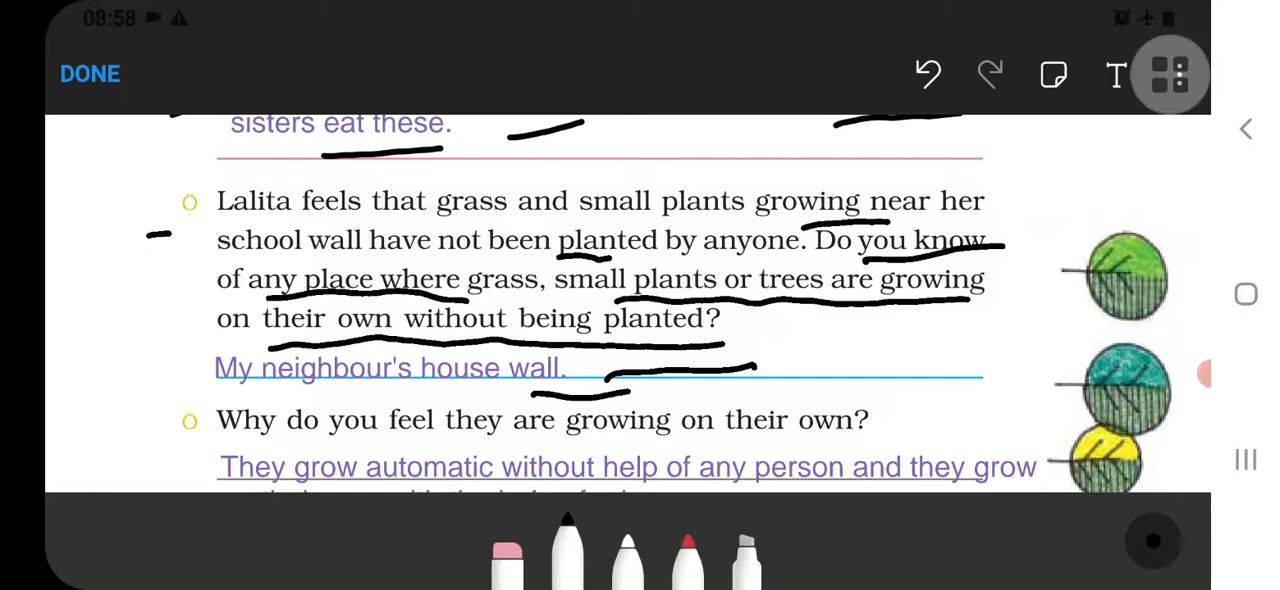 08:58
DONE
T
sisters eat these.
Lalita feels that grass and small plants growing near her
school wall have not been planted by anyone. Do you know
of any place where grass, small plants or trees are growing
on their own without being planted?
My neighbour's house wall.
Why do you feel they are growing on their own?
They grow automatic without help of any person and they grow